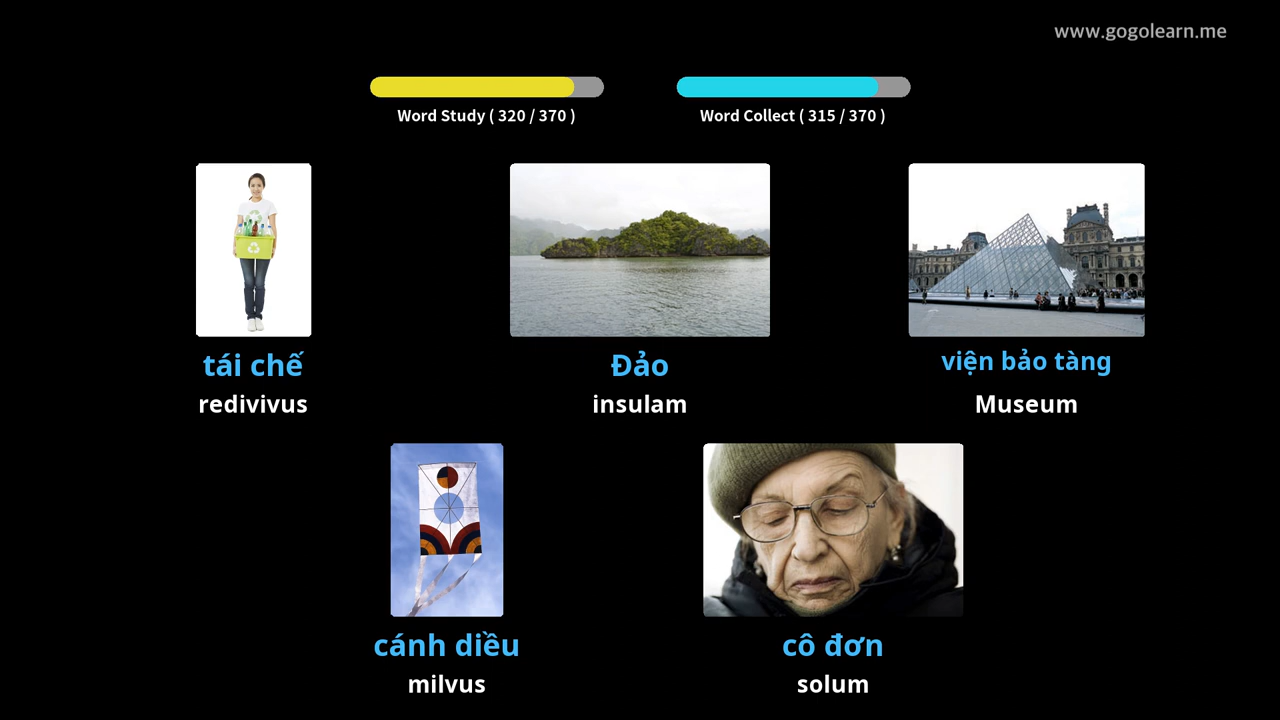 www.gogolearn.me
Word Study ( 320 / 370 )
Word Collect ( 315 / 370 )
tái chế
redivivus
Đảo
insulam
viện bảo tàng
Museum
cánh diều
milvus
cô đơn
solum